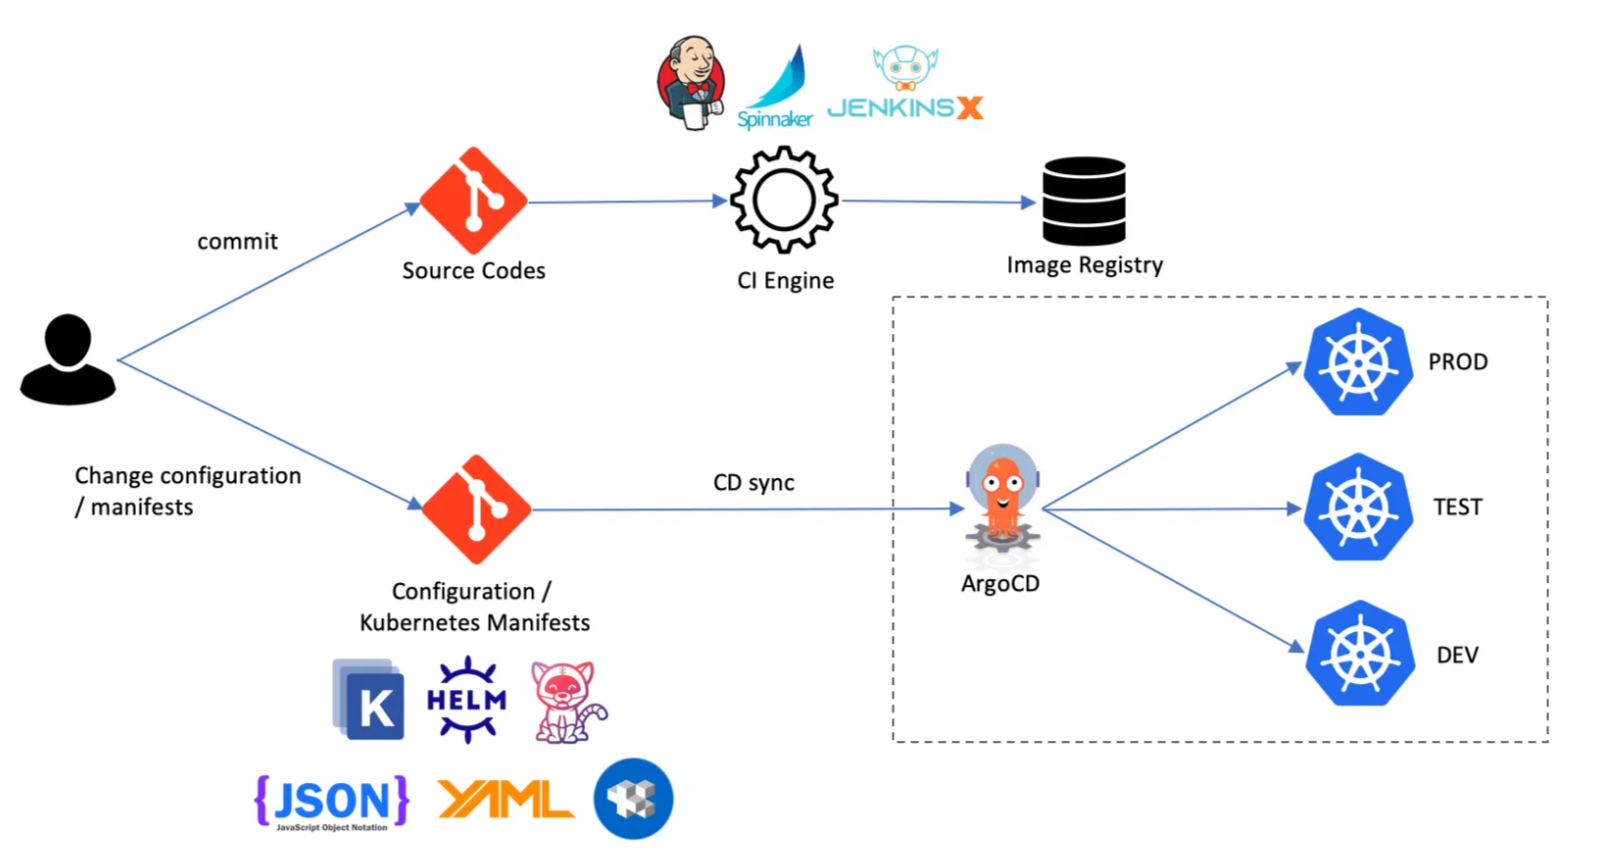 Spinnaker
JENKINSX
commit
Source Codes
CI Engine
Image Registry
PROD
Change configuration
/ manifests
CD sync
TEST
ArgoCD
Configuration /
Kubernetes Manifests
DEV
K
HELM
{JSON}
JavaScript Object Notation
YAML